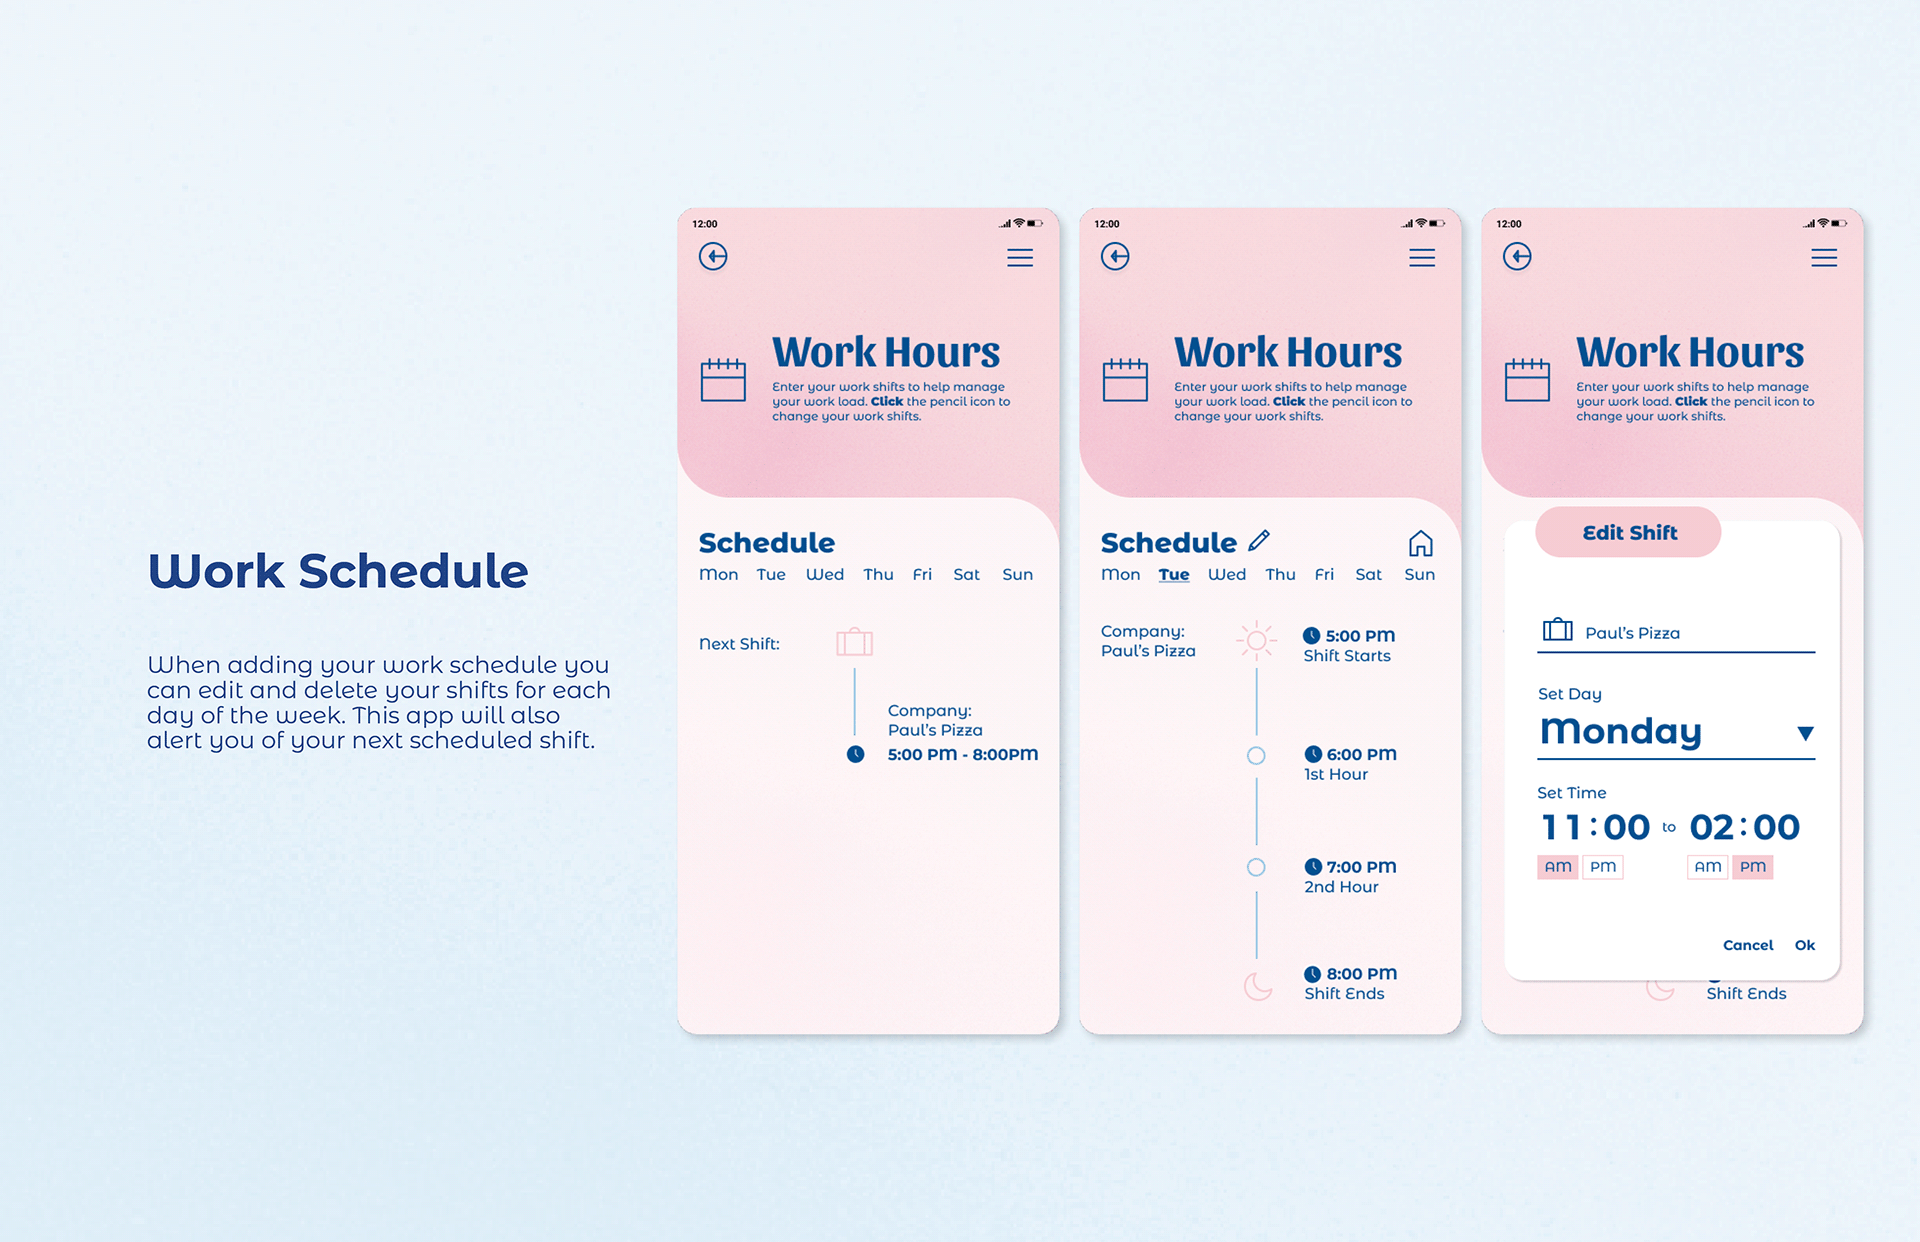 Work Schedule
When adding your work schedule you
can edit and delete your shifts for each
day of the week. This app will also
alert you of your next scheduled shift.
12:00
Work Hours
Enter your work shifts to help manage
your work load. Click the pencil icon to
change your work shifts.
Schedule
Mon Tue Wed Thu Fri Sat Sun
Next Shift:
Company:
Paul's Pizza
5:00 PM - 8:00PM
12:00
Work Hours
Enter your work shifts to help manage
your work load. Click the pencil icon to
change your work shifts.
Schedule
Mon Tue Wed Thu Fri Sat Sun
Company:
Paul's Pizza
5:00 PM
Shift Starts
6:00 PM
1st Hour
7:00 PM
2nd Hour
8:00 PM
Shift Ends
12:00
Work Hours
Enter your work shifts to help manage
your work load. Click the pencil icon to
change your work shifts.
Edit Shift
Paul's Pizza
Set Day
Monday
Set Time
11:00 to 02:00
AM PM AM PM
Cancel Ok
Shift Ends